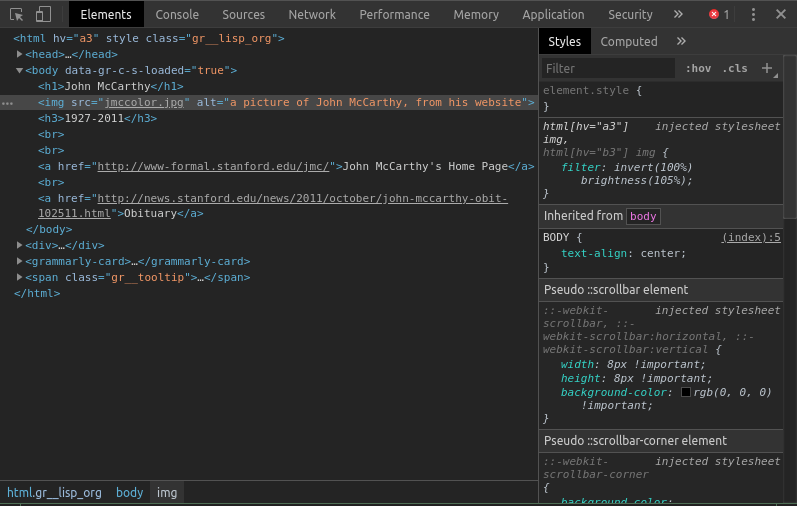 Elements Console Sources Network Performance Memory Application Security » 1
<html hv="a3" style class="gr__lisp_org">
<head>…</head>
<body data-gr-c-s-loaded="true">
<h1>John McCarthy</h1>
<img src="jmccolor.jpg" alt="a picture of John McCarthy, from his website">
<h3>1927-2011</h3>
<br>
<br>
<a href="http://www-formal.stanford.edu/jmc/">John McCarthy's Home Page</a>
<br>
<a href="http://news.stanford.edu/news/2011/october/john-mccarthy-obit-
102511.html">Obituary</a>
</body>
<div>…</div>
<grammarly-card>…</grammarly-card>
<span class="gr__tooltip">…</span>
</html>
html.gr__lisp_org body img
Styles Computed »
Filter :hov .cls +
element.style {
}
html[hv="a3"] injected stylesheet
img,
html[hv="b3"] img {
filter: invert(100%)
brightness(105%);
}
Inherited from body
BODY { (index):5
text-align: center;
}
Pseudo ::scrollbar element
::-webkit- injected stylesheet
scrollbar, ::-
webkit-scrollbar:horizontal, ::-
webkit-scrollbar:vertical {
width: 8px !important;
height: 8px !important;
background-color: rgb(0, 0, 0)
!important;
}
Pseudo ::scrollbar-corner element
::-webkit- injected stylesheet
scrollbar-corner
{
background-color: